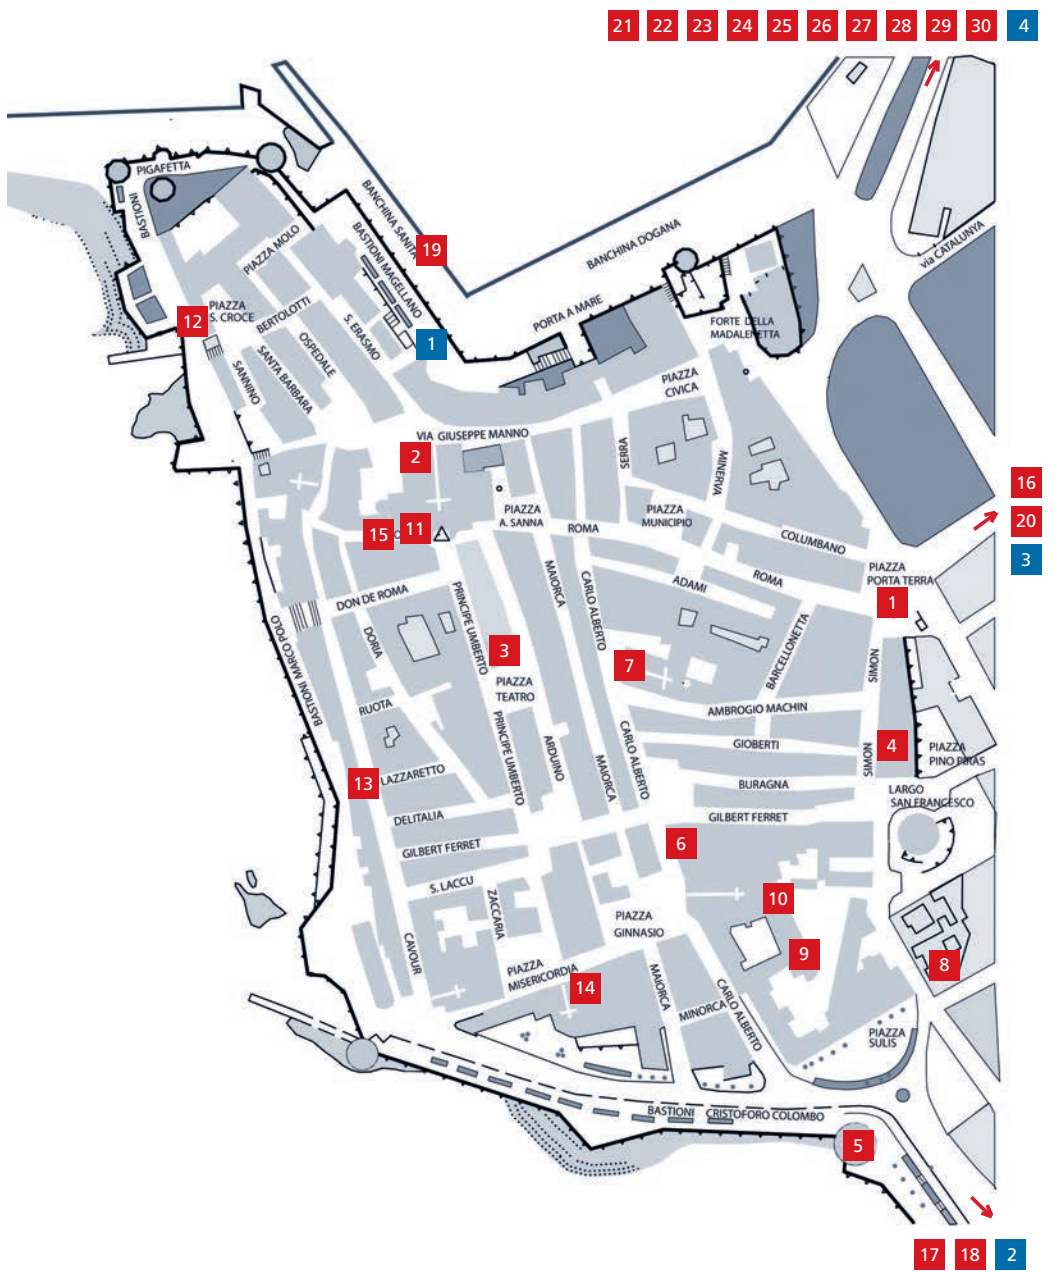 21 22 23 24 25 26 27 28 29 30 4
PIGAFETTA
BASTIONI
BANCHINA SANITA
19
PIAZZA MOLO
BASTIONI MAGELLANO
BANCHINA DOGANA
via CATALUNYA
12
PIAZZA
S. CROCE
BERTOLOTTI
S. ERASMO
1
PORTA A MARE
FORTE DELLA
MADALENETTA
OSPEDALE
SANTA BARBARA
SANNINO
PIAZZA
CIVICA
VIA GIUSEPPE MANNO
2
SERRA
MINERVA
16
PIAZZA
A. SANNA
PIAZZA
MUNICIPIO
15
11
ROMA
COLUMBANO
20
3
PIAZZA
PORTA TERRA
1
DON DE ROMA
PRINCIPE UMBERTO
MAIORCA
CARLO ALBERTO
ADAMI
ROMA
BASTIONI MARCO POLO
DORIA
3
7
BARCELLONETTA
SIMON
PIAZZA
TEATRO
RUOTA
PRINCIPE UMBERTO
ARDUINO
MAIORCA
CARLO ALBERTO
AMBROGIO MACHIN
GIOBERTI
4
SIMON
PIAZZA
PINO PIRAS
13
LAZZARETTO
BURAGNA
LARGO
SAN FRANCESCO
DELITALIA
GILBERT FERRET
GILBERT FERRET
6
S. LACCU
ZACCARIA
10
PIAZZA
GINNASIO
CAVOUR
9
8
PIAZZA
MISERICORDIA
14
MAIORCA
MINORCA
CARLO ALBERTO
PIAZZA
SULIS
BASTIONI CRISTOFORO COLOMBO
5
17 18 2